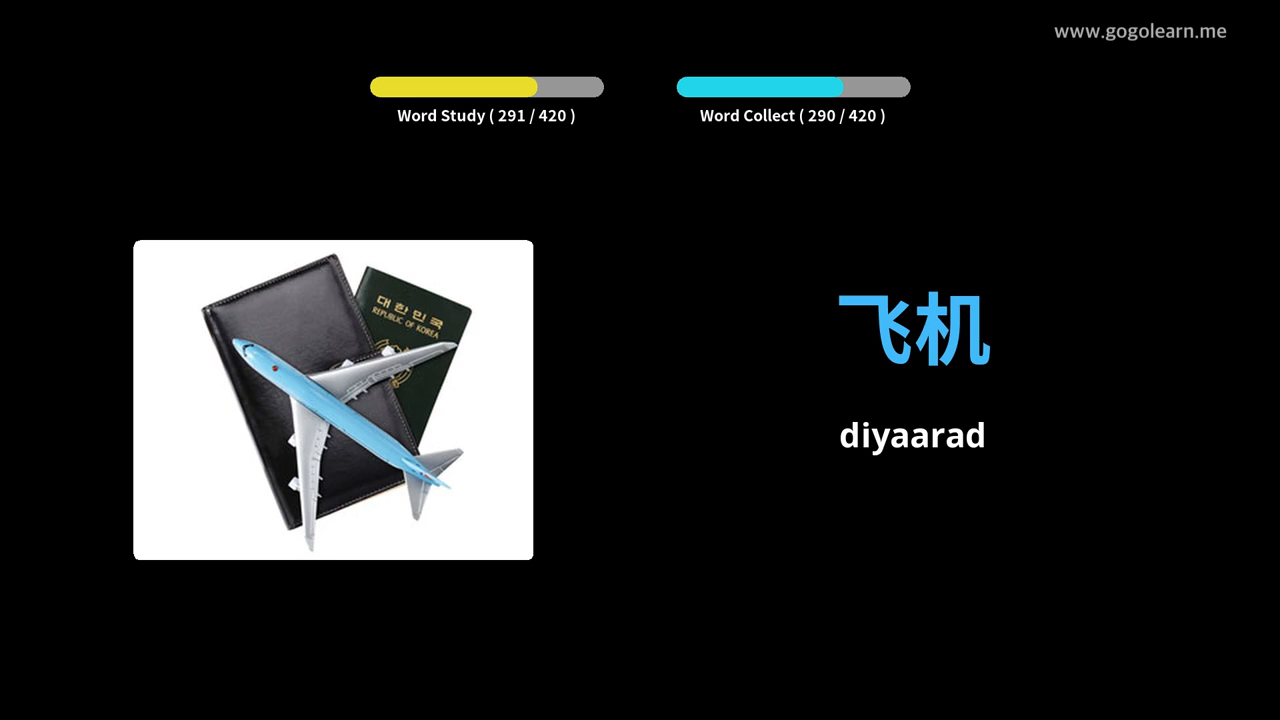 www.gogolearn.me
Word Study ( 291 / 420 )
Word Collect ( 290 / 420 )
대한민국
REPUBLIC OF KOREA
飞机
diyaarad